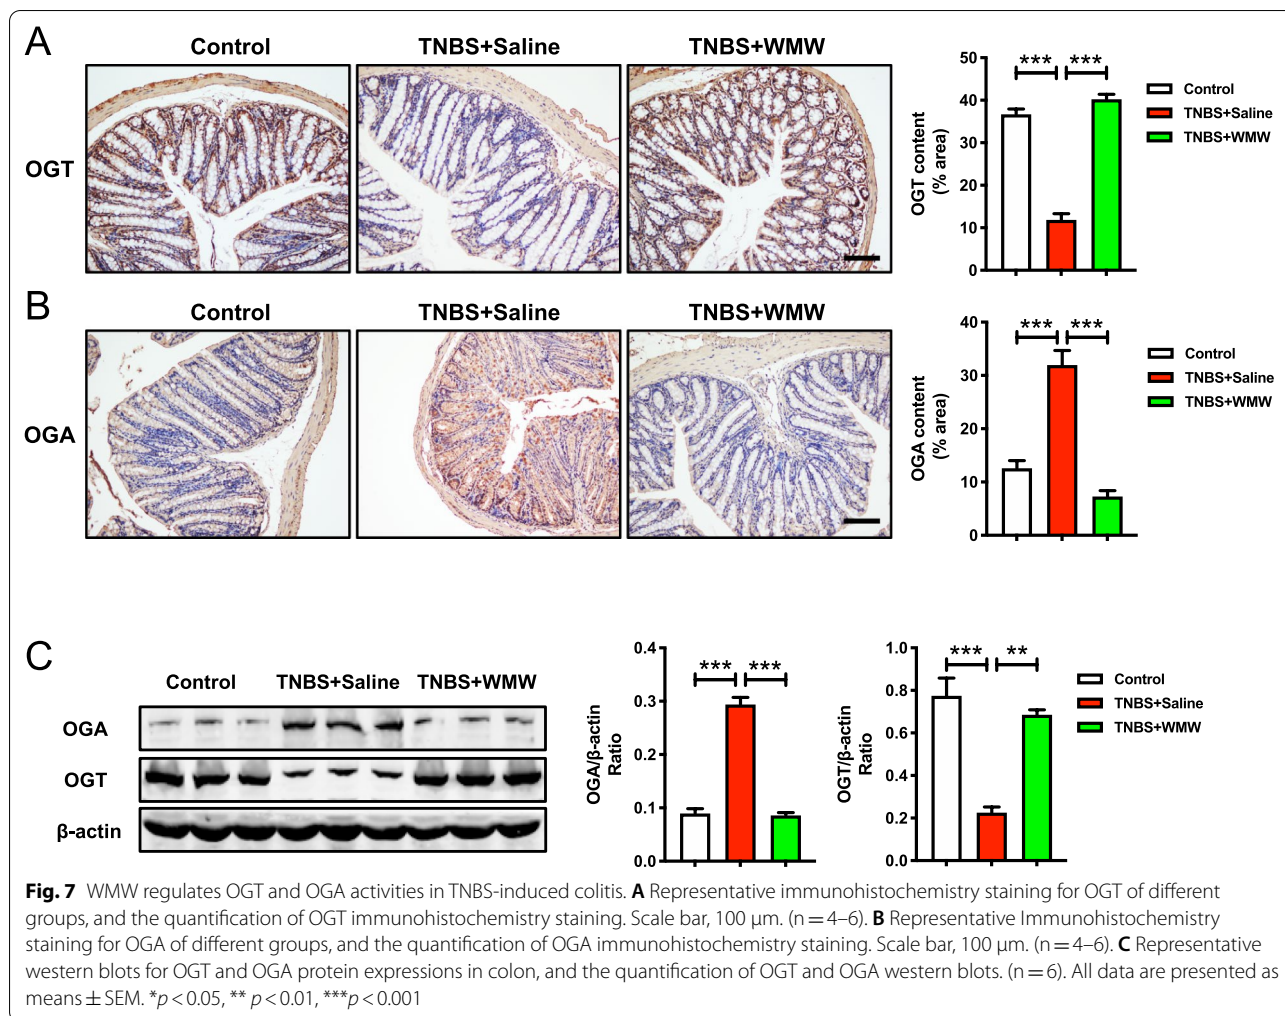 A
Control TNBS+Saline TNBS+WMW
OGT
50
40
30
20
10
0
OGT content
(% area)
*** ***
Control
TNBS+Saline
TNBS+WMW
B
Control TNBS+Saline TNBS+WMW
OGA
40
30
20
10
0
OGA content
(% area)
*** ***
Control
TNBS+Saline
TNBS+WMW
C
Control TNBS+Saline TNBS+WMW
OGA
OGT
β-actin
0.4
0.3
0.2
0.1
0.0
OGA/β-actin
Ratio
*** ***
1.0
0.8
0.6
0.4
0.2
0.0
OGT/β-actin
Ratio
*** **
Control
TNBS+Saline
TNBS+WMW
Fig. 7 WMW regulates OGT and OGA activities in TNBS-induced colitis. A Representative immunohistochemistry staining for OGT of different
groups, and the quantification of OGT immunohistochemistry staining. Scale bar, 100 μm. (n = 4–6). B Representative Immunohistochemistry
staining for OGA of different groups, and the quantification of OGA immunohistochemistry staining. Scale bar, 100 μm. (n = 4–6). C Representative
western blots for OGT and OGA protein expressions in colon, and the quantification of OGT and OGA western blots. (n = 6). All data are presented as
means ± SEM. *p < 0.05, ** p < 0.01, ***p < 0.001